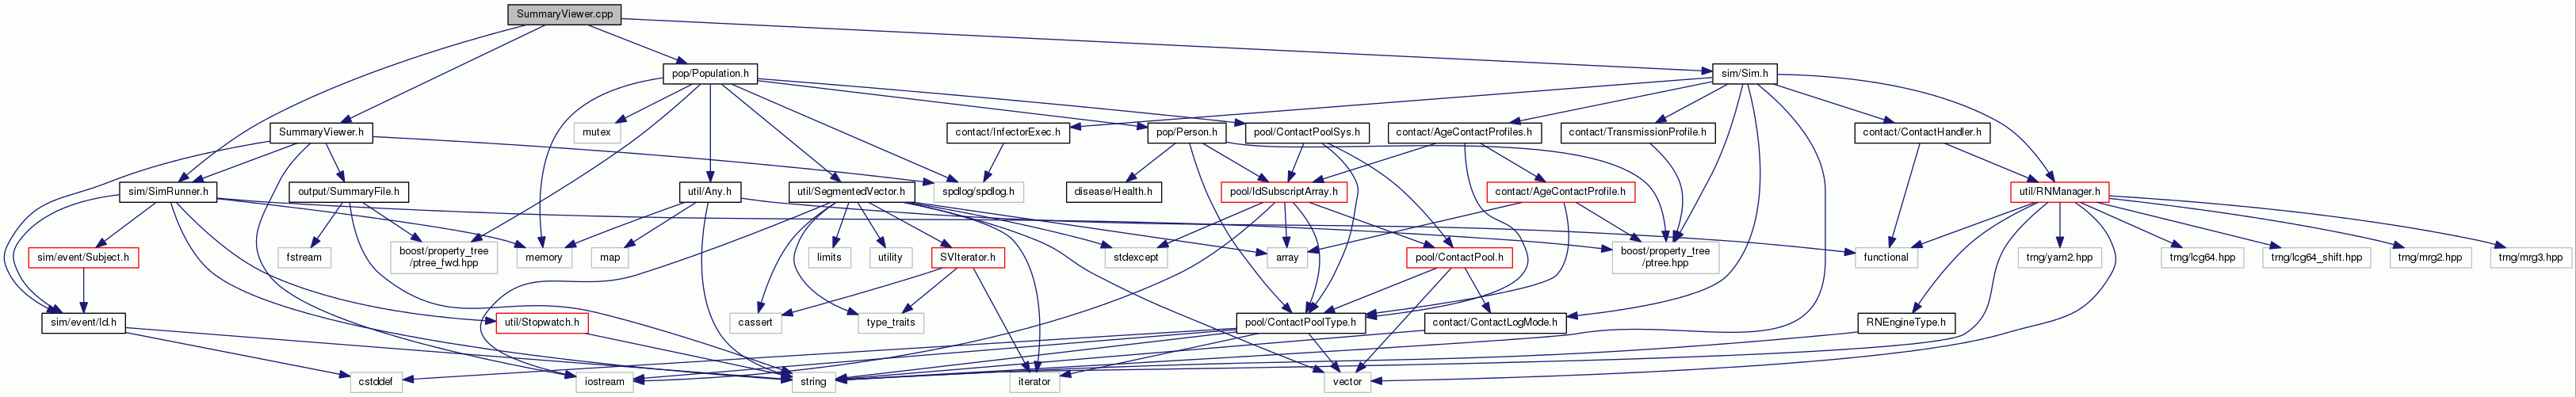 SummaryViewer.cpp
pop/Population.h
sim/Sim.h
SummaryViewer.h
mutex
contact/InfectorExec.h
pop/Person.h
pool/ContactPoolSys.h
contact/AgeContactProfiles.h
contact/TransmissionProfile.h
contact/ContactHandler.h
sim/SimRunner.h
output/SummaryFile.h
util/Any.h
util/SegmentedVector.h
spdlog/spdlog.h
disease/Health.h
pool/IdSubscriptArray.h
contact/AgeContactProfile.h
util/RNManager.h
sim/event/Subject.h
fstream
boost/property_tree
/ptree_fwd.hpp
memory
map
limits
utility
SVIterator.h
stdexcept
array
pool/ContactPool.h
boost/property_tree
/ptree.hpp
functional
trng/yarn2.hpp
trng/lcg64.hpp
trng/lcg64_shift.hpp
trng/mrg2.hpp
trng/mrg3.hpp
sim/event/Id.h
util/Stopwatch.h
cassert
type_traits
pool/ContactPoolType.h
contact/ContactLogMode.h
RNEngineType.h
cstddef
iostream
string
iterator
vector